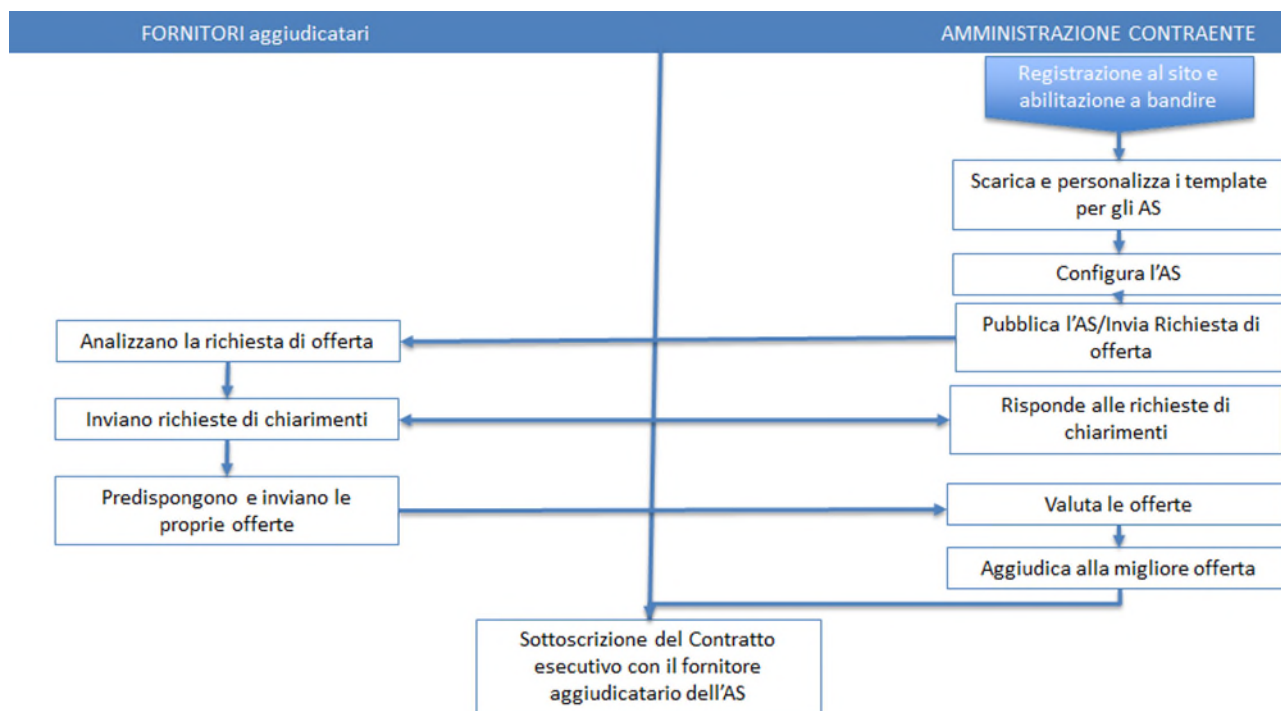 FORNITORI aggiudicatari
AMMINISTRAZIONE CONTRAENTE
Registrazione al sito e
abilitazione a bandire
Scarica e personalizza i template
per gli AS
Configura l'AS
Pubblica l'AS/Invia Richiesta di
offerta
Analizzano la richiesta di offerta
Inviano richieste di chiarimenti
Risponde alle richieste di
chiarimenti
Predispongono e inviano le
proprie offerte
Valuta le offerte
Aggiudica alla migliore offerta
Sottoscrizione del Contratto
esecutivo con il fornitore
aggiudicatario dell'AS